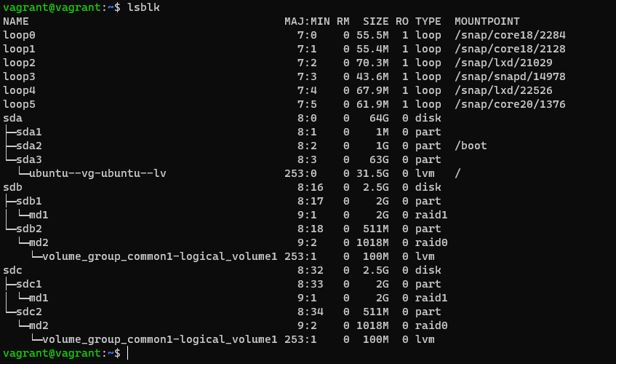 vagrant@vagrant:~$ lsblk
NAME                                      MAJ:MIN RM  SIZE RO TYPE  MOUNTPOINT
loop0                                       7:0    0 55.5M  1 loop  /snap/core18/2284
loop1                                       7:1    0 55.4M  1 loop  /snap/core18/2128
loop2                                       7:2    0 70.3M  1 loop  /snap/lxd/21029
loop3                                       7:3    0 43.6M  1 loop  /snap/snapd/14978
loop4                                       7:4    0 67.9M  1 loop  /snap/lxd/22526
loop5                                       7:5    0 61.9M  1 loop  /snap/core20/1376
sda                                         8:0    0   64G  0 disk
├─sda1                                      8:1    0    1M  0 part
├─sda2                                      8:2    0    1G  0 part  /boot
└─sda3                                      8:3    0   63G  0 part
  └─ubuntu--vg-ubuntu--lv                 253:0    0 31.5G  0 lvm   /
sdb                                         8:16   0  2.5G  0 disk
├─sdb1                                      8:17   0    2G  0 part
│ └─md1                                     9:1    0    2G  0 raid1
└─sdb2                                      8:18   0  511M  0 part
  └─md2                                     9:2    0 1018M  0 raid0
    └─volume_group_common1-logical_volume1 253:1    0  100M  0 lvm
sdc                                         8:32   0  2.5G  0 disk
├─sdc1                                      8:33   0    2G  0 part
│ └─md1                                     9:1    0    2G  0 raid1
└─sdc2                                      8:34   0  511M  0 part
  └─md2                                     9:2    0 1018M  0 raid0
    └─volume_group_common1-logical_volume1 253:1    0  100M  0 lvm
vagrant@vagrant:~$